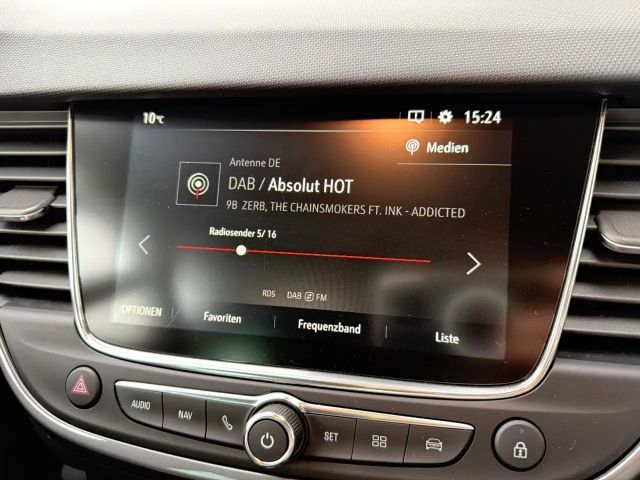 10°C
15:24
Medien
Antenne DE
DAB / Absolut HOT
9B ZERB, THE CHAINSMOKERS FT. INK - ADDICTED
Radiosender 5/16
RDS DAB FM
OPTIONEN Favoriten Frequenzband Liste
AUDIO NAV SET